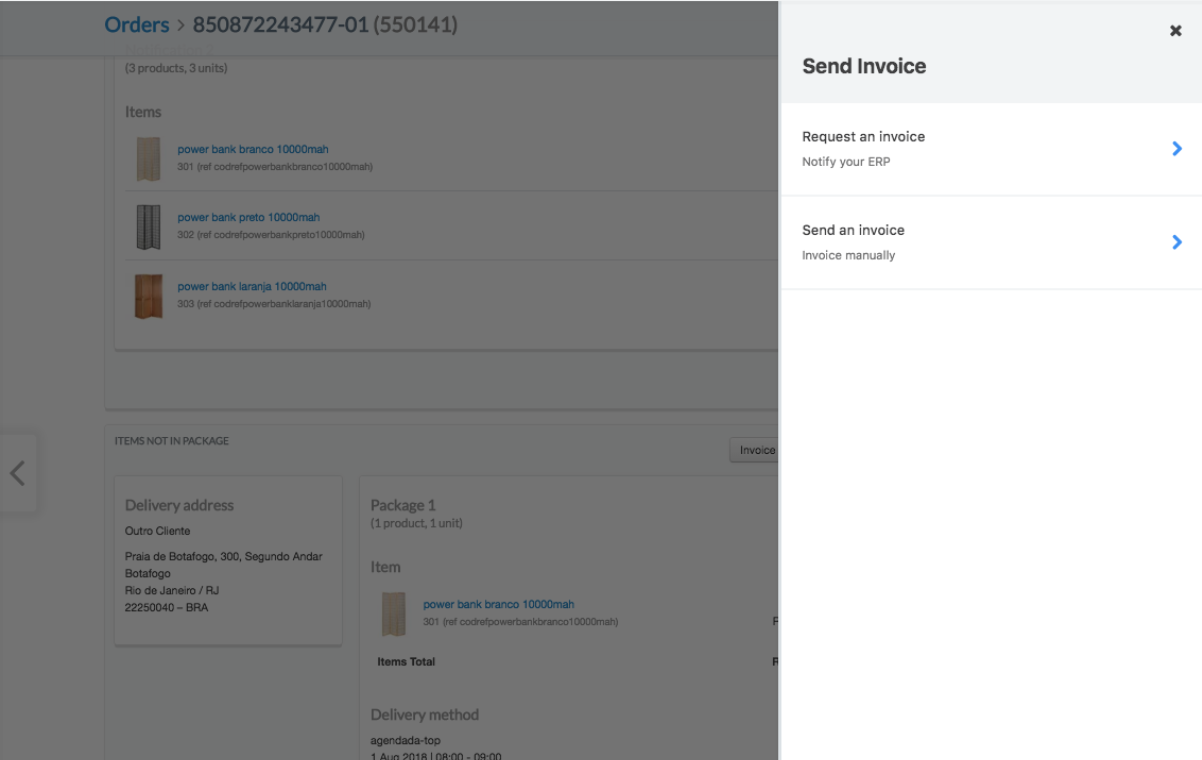 Orders > 850872243477-01 (550141)
(3 products, 3 units)
Items
power bank branco 10000mah
301 (ref codrefpowerbankbranco10000mah)
power bank preto 10000mah
302 (ref codrefpowerbankpreto10000mah)
power bank laranja 10000mah
303 (ref codrefpowerbanklaranja10000mah)
ITEMS NOT IN PACKAGE
Invoice
Delivery address
Outro Cliente
Praia de Botafogo, 300, Segundo Andar
Botafogo
Rio de Janeiro / RJ
22250040 – BRA
Package 1
(1 product, 1 unit)
Item
power bank branco 10000mah
301 (ref codrefpowerbankbranco10000mah)
Items Total
Delivery method
agendada-top
1 Aug 2018 | 08:00 - 09:00
Send Invoice
Request an invoice
Notify your ERP
Send an invoice
Invoice manually